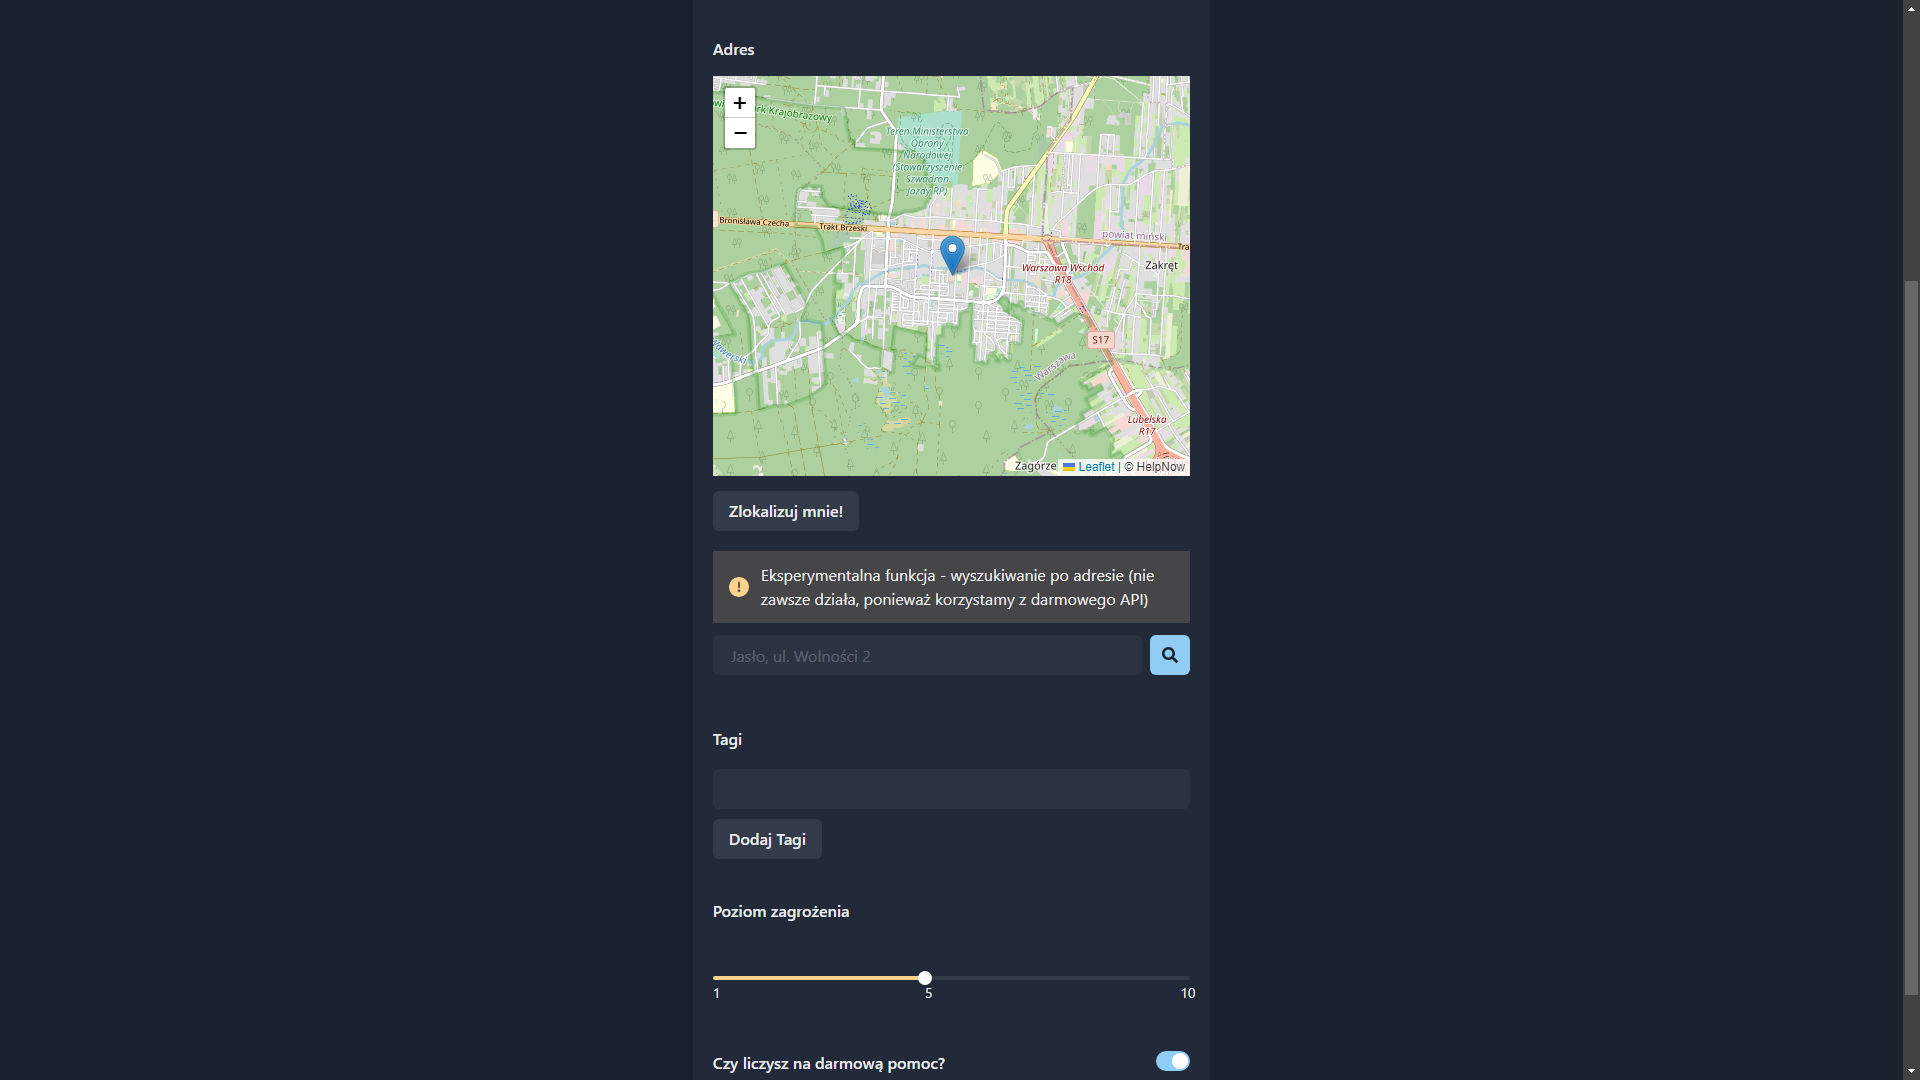 Adres
+
−
rk Krajobrazowy
Teren Ministerstwa
Obrony
Narodowej
(Stowarzyszenie
Szwadron
Jazdy RP)
Bronisława Czecha
Trakt Brzeski
powiat miński
Tra
Zakręt
Warszawa Wschód
R18
S17
Wawerski
Warszawa
Lubelska
R17
Zagórze
Leaflet | © HelpNow
Zlokalizuj mnie!
Eksperymentalna funkcja - wyszukiwanie po adresie (nie
zawsze działa, ponieważ korzystamy z darmowego API)
Jasło, ul. Wolności 2
Tagi
Dodaj Tagi
Poziom zagrożenia
1 5 10
Czy liczysz na darmową pomoc?